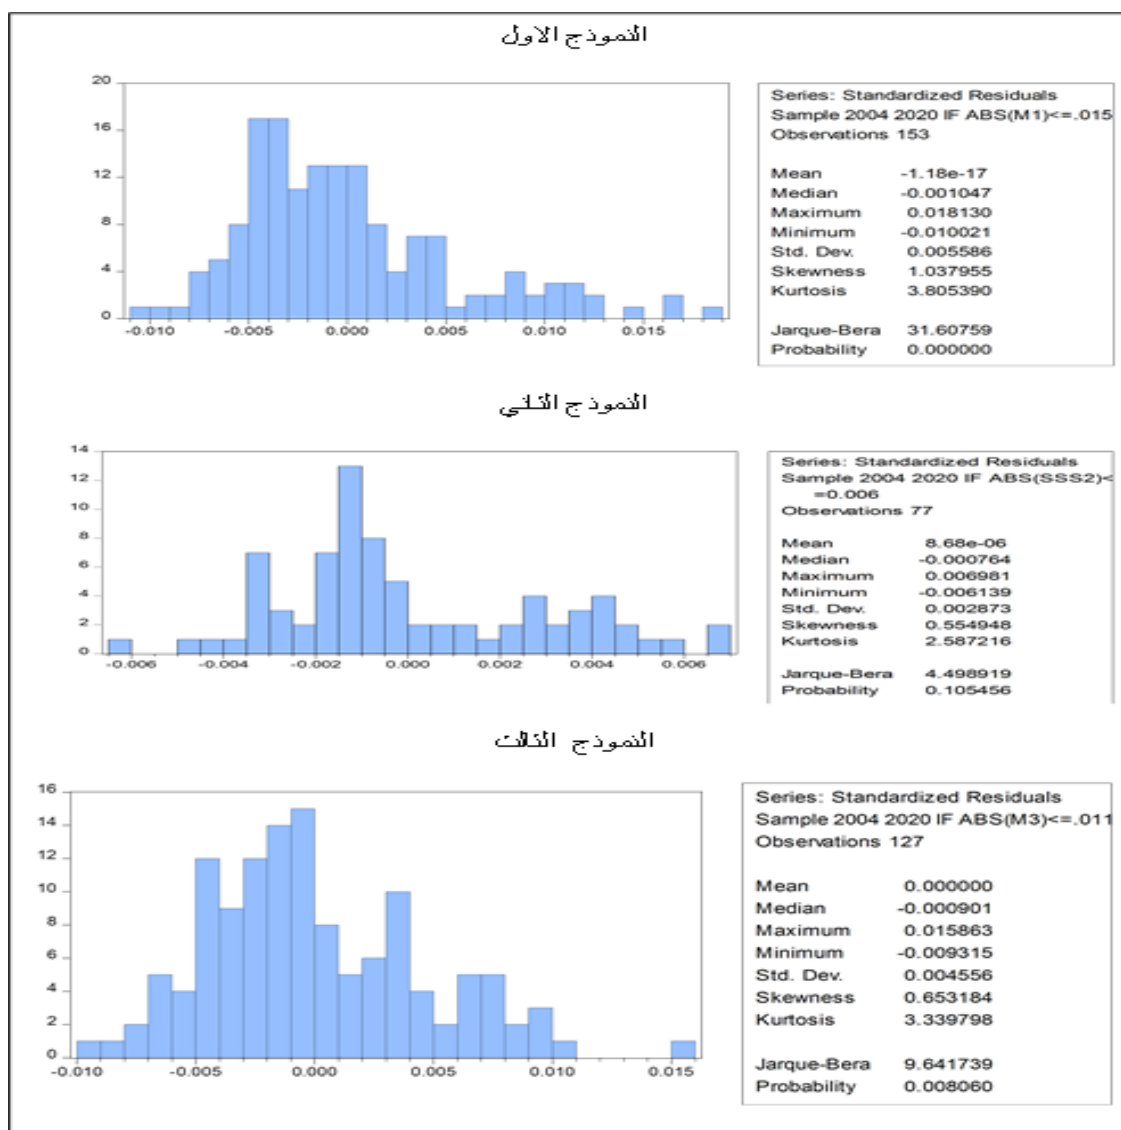 النموذج الاول
20
16
12
8
4
0
-0.010 -0.005 0.000 0.005 0.010 0.015
Series: Standardized Residuals
Sample 2004 2020 IF ABS(M1)<=.015
Observations 153
Mean -1.18e-17
Median -0.001047
Maximum 0.018130
Minimum -0.010021
Std. Dev. 0.005586
Skewness 1.037955
Kurtosis 3.805390
Jarque-Bera 31.60759
Probability 0.000000
النموذج الثاني
14
12
10
8
6
4
2
0
-0.006 -0.004 -0.002 0.000 0.002 0.004 0.006
Series: Standardized Residuals
Sample 2004 2020 IF ABS(SSS2)<
=0.006
Observations 77
Mean 8.68e-06
Median -0.000764
Maximum 0.006981
Minimum -0.006139
Std. Dev. 0.002873
Skewness 0.554948
Kurtosis 2.587216
Jarque-Bera 4.498919
Probability 0.105456
النموذج الثالث
16
14
12
10
8
6
4
2
0
-0.010 -0.005 0.000 0.005 0.010 0.015
Series: Standardized Residuals
Sample 2004 2020 IF ABS(M3)<=.011
Observations 127
Mean 0.000000
Median -0.000901
Maximum 0.015863
Minimum -0.009315
Std. Dev. 0.004556
Skewness 0.653184
Kurtosis 3.339798
Jarque-Bera 9.641739
Probability 0.008060